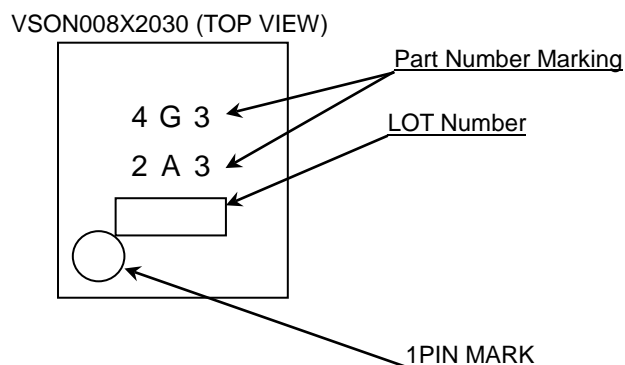 VSON008X2030 (TOP VIEW)
Part Number Marking
4 G 3
LOT Number
2 A 3
1PIN MARK